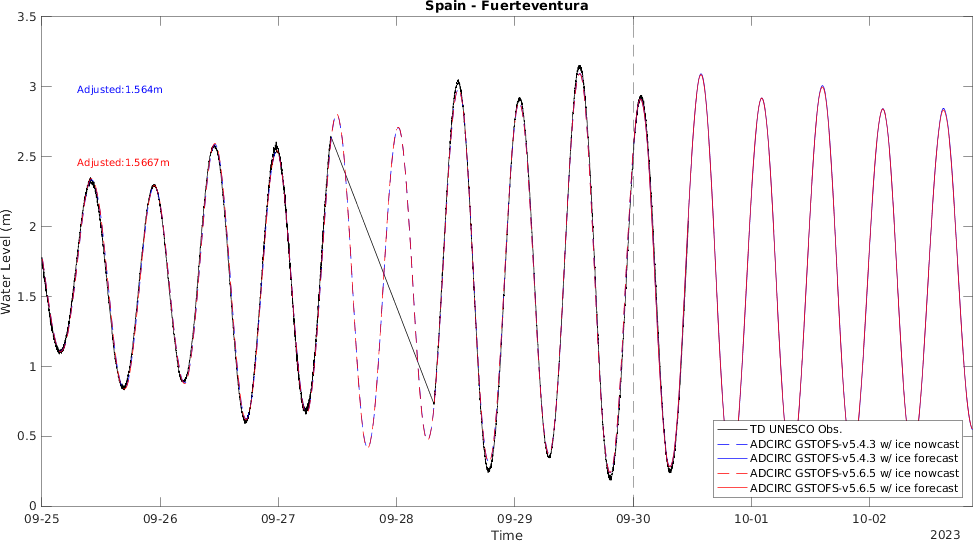 Spain - Fuerteventura
3.5
3
2.5
2
1.5
1
0.5
0
Water Level (m)
Adjusted:1.564m
Adjusted:1.5667m
TD UNESCO Obs.
ADCIRC GSTOFS-v5.4.3 w/ ice nowcast
ADCIRC GSTOFS-v5.4.3 w/ ice forecast
ADCIRC GSTOFS-v5.6.5 w/ ice nowcast
ADCIRC GSTOFS-v5.6.5 w/ ice forecast
09-25 09-26 09-27 09-28 09-29 09-30 10-01 10-02
Time
2023